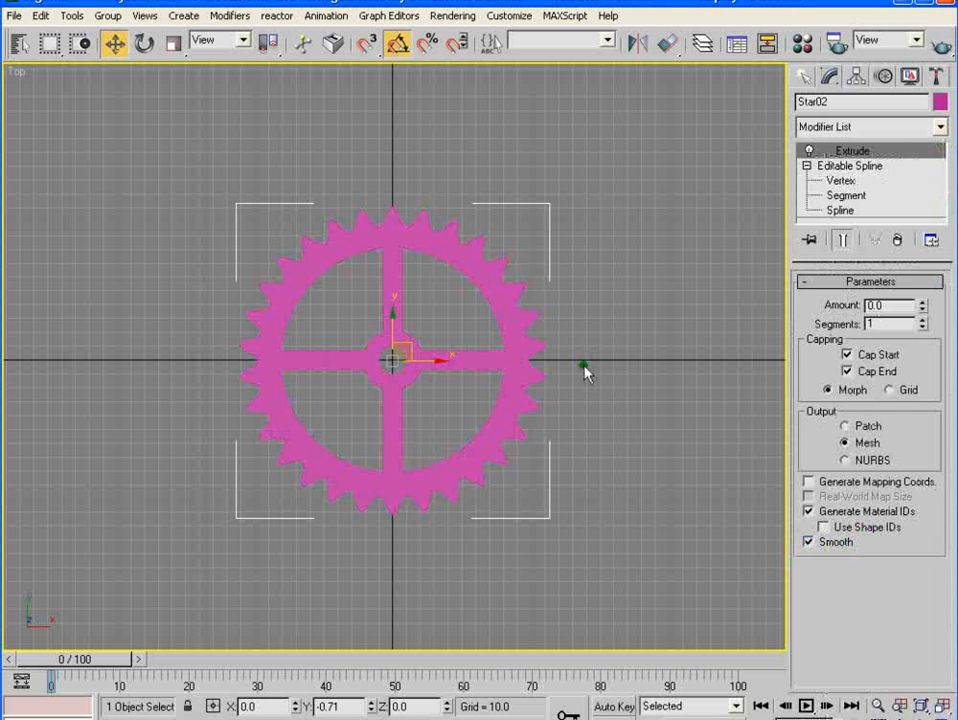 File Edit Tools Group Views Create Modifiers reactor Animation Graph Editors Rendering Customize MAXScript Help
View
3
%
ABC
View
Top
Star02
Modifier List
Extrude
Editable Spline
Vertex
Segment
Spline
Parameters
Amount: 0.0
Segments: 1
Capping
Cap Start
Cap End
Morph Grid
Output
Patch
Mesh
NURBS
Generate Mapping Coords.
Real-World Map Size
Generate Material IDs
Use Shape IDs
Smooth
y
x
x
0 / 100
0 10 20 30 40 50 60 70 80 90 100
1 Object Select X: 0.0 Y: -0.71 Z: 0.0 Grid = 10.0 Auto Key Selected